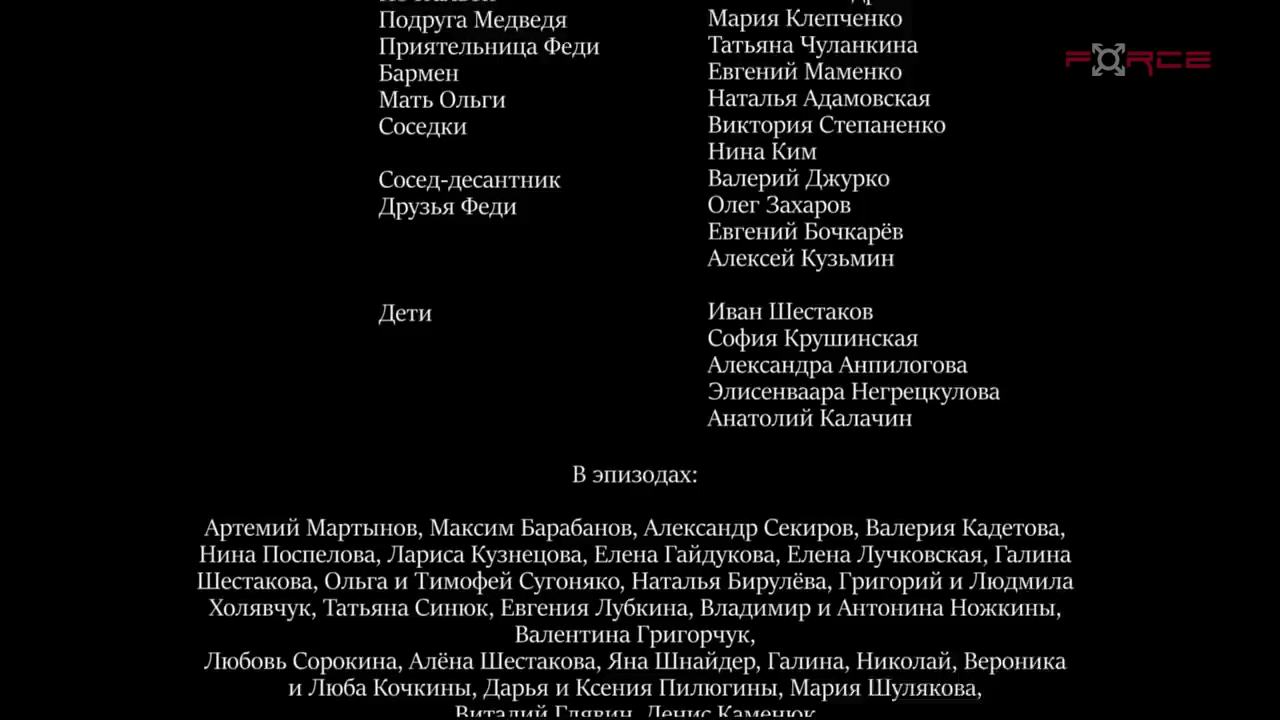 Подруга Медведя Мария Клепченко
Приятельница Феди Татьяна Чуланкина
Бармен Евгений Маменко
Мать Ольги Наталья Адамовская
Соседки Виктория Степаненко
Нина Ким
Сосед-десантник Валерий Джурко
Друзья Феди Олег Захаров
Евгений Бочкарёв
Алексей Кузьмин
Дети Иван Шестаков
София Крушинская
Александра Анпилогова
Элисенваара Негрецкулова
Анатолий Калачин
В эпизодах:
Артемий Мартынов, Максим Барабанов, Александр Секиров, Валерия Кадетова,
Нина Поспелова, Лариса Кузнецова, Елена Гайдукова, Елена Лучковская, Галина
Шестакова, Ольга и Тимофей Сугоняко, Наталья Бирулёва, Григорий и Людмила
Холявчук, Татьяна Синюк, Евгения Лубкина, Владимир и Антонина Ножкины,
Валентина Григорчук,
Любовь Сорокина, Алёна Шестакова, Яна Шнайдер, Галина, Николай, Вероника
и Люба Кочкины, Дарья и Ксения Пилюгины, Мария Шулякова,
Виталий Глявин, Денис Каменюк
FORCE